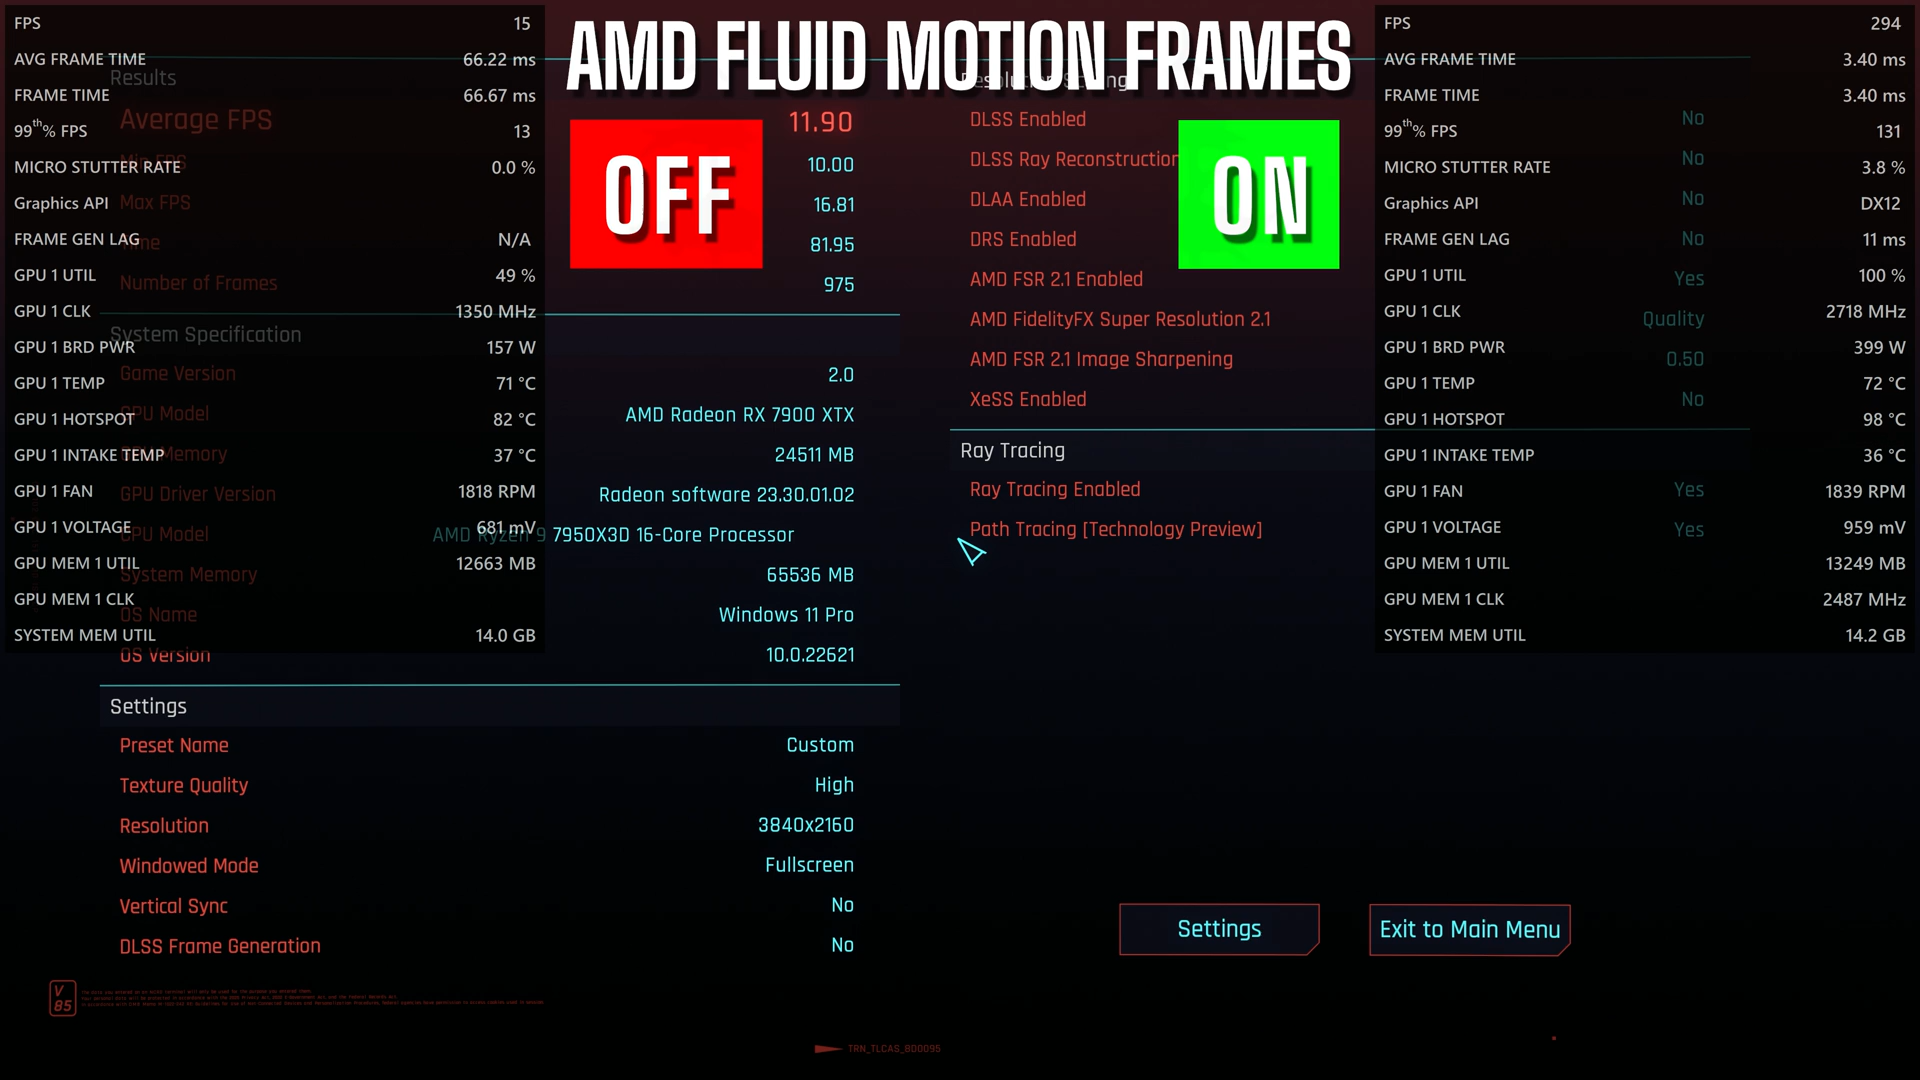 AMD FLUID MOTION FRAMES
OFF
ON
FPS 15
AVG FRAME TIME 66.22 ms
FRAME TIME 66.67 ms
99th% FPS 13
MICRO STUTTER RATE 0.0 %
Graphics API
FRAME GEN LAG N/A
GPU 1 UTIL 49 %
GPU 1 CLK 1350 MHz
GPU 1 BRD PWR 157 W
GPU 1 TEMP 71 °C
GPU 1 HOTSPOT 82 °C
GPU 1 INTAKE TEMP 37 °C
GPU 1 FAN 1818 RPM
GPU 1 VOLTAGE 681 mV
GPU MEM 1 UTIL 12663 MB
GPU MEM 1 CLK
SYSTEM MEM UTIL 14.0 GB
Results
Average FPS 11.90
Min FPS 10.00
Max FPS 16.81
Time 81.95
Number of Frames 975
System Specification
Game Version 2.0
GPU Model AMD Radeon RX 7900 XTX
GPU Memory 24511 MB
GPU Driver Version Radeon software 23.30.01.02
CPU Model AMD Ryzen 9 7950X3D 16-Core Processor
System Memory 65536 MB
OS Name Windows 11 Pro
OS Version 10.0.22621
Settings
Preset Name Custom
Texture Quality High
Resolution 3840x2160
Windowed Mode Fullscreen
Vertical Sync No
DLSS Frame Generation No
Resolution Scaling
DLSS Enabled No
DLSS Ray Reconstruction No
DLAA Enabled No
DRS Enabled No
AMD FSR 2.1 Enabled Yes
AMD FidelityFX Super Resolution 2.1 Quality
AMD FSR 2.1 Image Sharpening 0.50
XeSS Enabled No
Ray Tracing
Ray Tracing Enabled Yes
Path Tracing [Technology Preview] Yes
FPS 294
AVG FRAME TIME 3.40 ms
FRAME TIME 3.40 ms
99th% FPS 131
MICRO STUTTER RATE 3.8 %
Graphics API DX12
FRAME GEN LAG 11 ms
GPU 1 UTIL 100 %
GPU 1 CLK 2718 MHz
GPU 1 BRD PWR 399 W
GPU 1 TEMP 72 °C
GPU 1 HOTSPOT 98 °C
GPU 1 INTAKE TEMP 36 °C
GPU 1 FAN 1839 RPM
GPU 1 VOLTAGE 959 mV
GPU MEM 1 UTIL 13249 MB
GPU MEM 1 CLK 2487 MHz
SYSTEM MEM UTIL 14.2 GB
Settings
Exit to Main Menu
V
85
TRN_TLCAS_800095